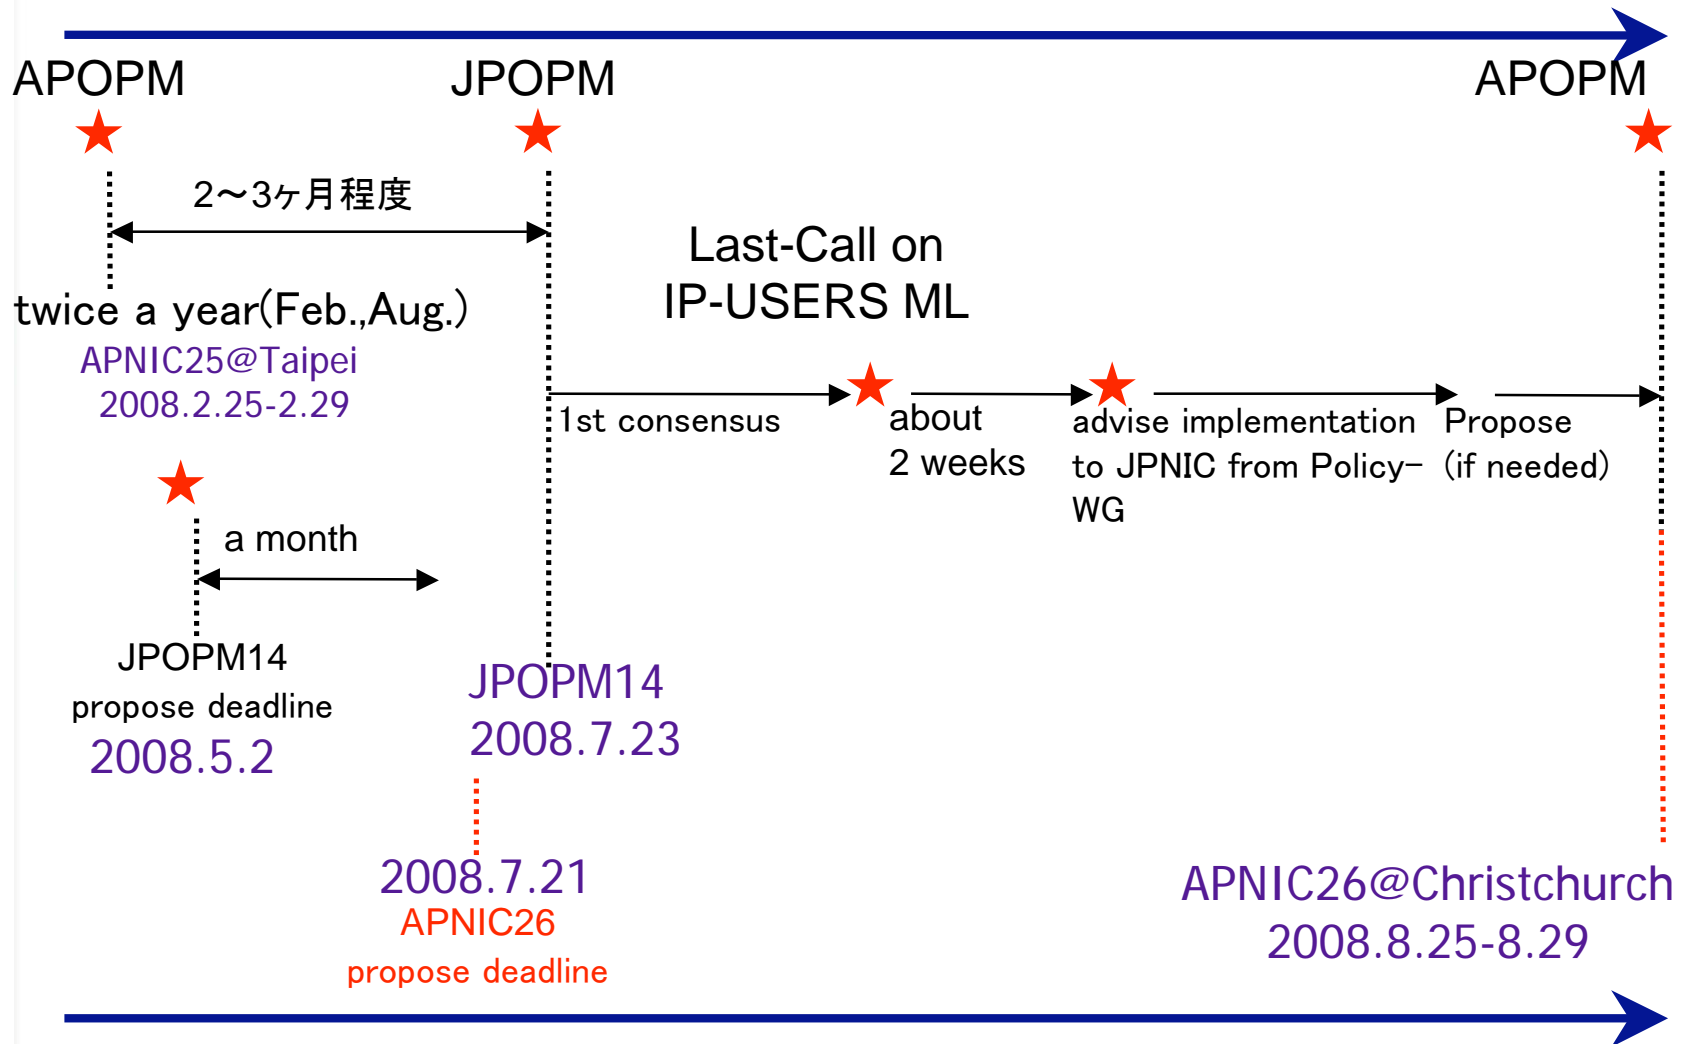 APOPM
JPOPM
APOPM
2～3ヶ月程度
Last-Call on
IP-USERS ML
twice a year(Feb.,Aug.)
APNIC25@Taipei
2008.2.25-2.29
1st consensus
about
2 weeks
advise implementation
to JPNIC from Policy-
WG
Propose
(if needed)
a month
JPOPM14
propose deadline
2008.5.2
JPOPM14
2008.7.23
2008.7.21
APNIC26
propose deadline
APNIC26@Christchurch
2008.8.25-8.29